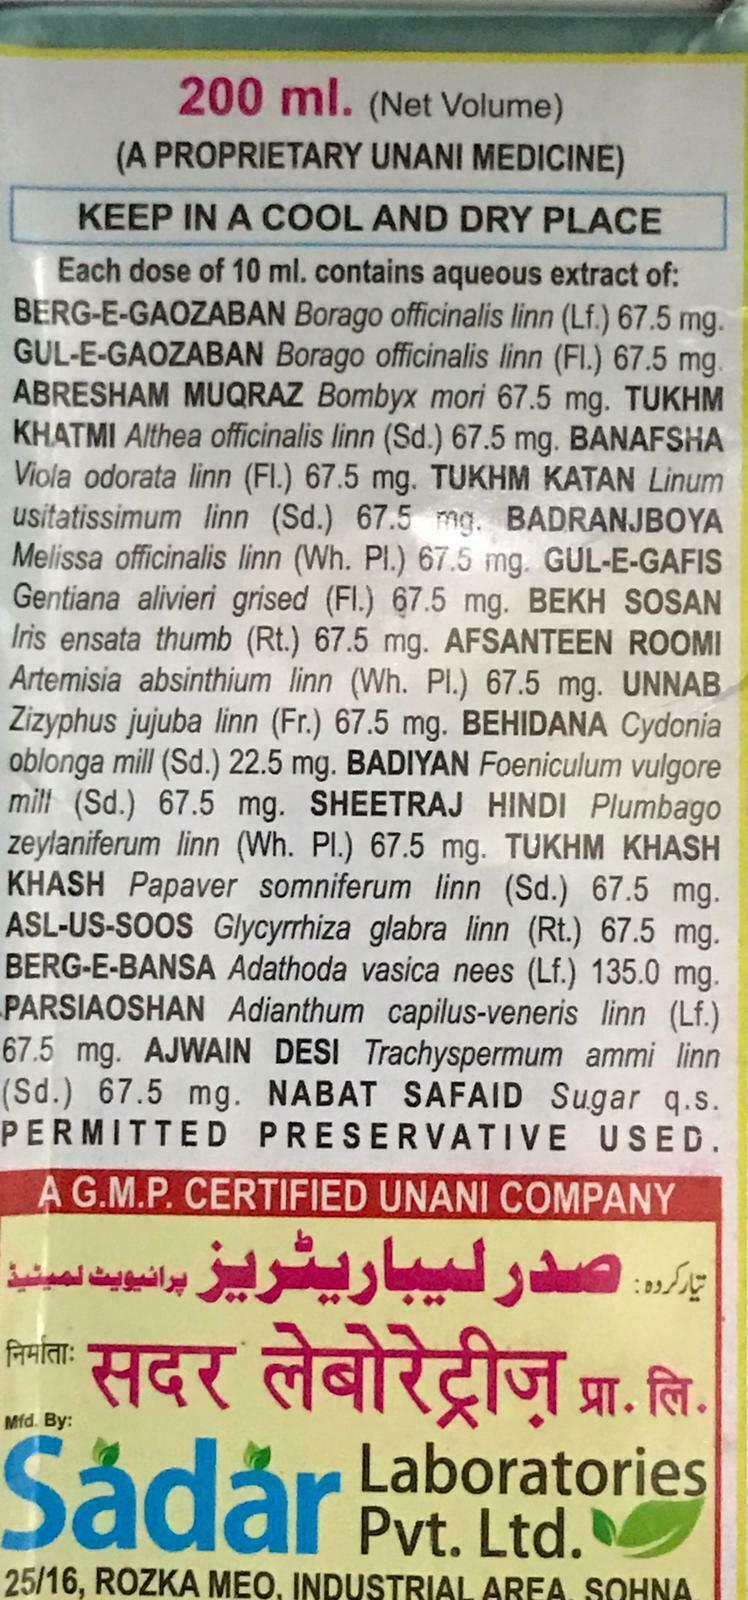 200 ml. (Net Volume)
(A PROPRIETARY UNANI MEDICINE)
KEEP IN A COOL AND DRY PLACE
Each dose of 10 ml. contains aqueous extract of:
BERG-E-GAOZABAN Borago officinalis linn (Lf.) 67.5 mg.
GUL-E-GAOZABAN Borago officinalis linn (Fl.) 67.5 mg.
ABRESHAM MUQRAZ Bombyx mori 67.5 mg. TUKHM
KHATMI Althea officinalis linn (Sd.) 67.5 mg. BANAFSHA
Viola odorata linn (Fl.) 67.5 mg. TUKHM KATAN Linum
usitatissimum linn (Sd.) 67.5 mg. BADRANJBOYA
Melissa officinalis linn (Wh. Pl.) 67.5 mg. GUL-E-GAFIS
Gentiana alivieri grised (Fl.) 67.5 mg. BEKH SOSAN
Iris ensata thumb (Rt.) 67.5 mg. AFSANTEEN ROOMI
Artemisia absinthium linn (Wh. Pl.) 67.5 mg. UNNAB
Zizyphus jujuba linn (Fr.) 67.5 mg. BEHIDANA Cydonia
oblonga mill (Sd.) 22.5 mg. BADIYAN Foeniculum vulgore
mill (Sd.) 67.5 mg. SHEETRAJ HINDI Plumbago
zeylaniferum linn (Wh. Pl.) 67.5 mg. TUKHM KHASH
KHASH Papaver somniferum linn (Sd.) 67.5 mg.
ASL-US-SOOS Glycyrrhiza glabra linn (Rt.) 67.5 mg.
BERG-E-BANSA Adathoda vasica nees (Lf.) 135.0 mg.
PARSIAOSHAN Adianthum capilus-veneris linn (Lf.)
67.5 mg. AJWAIN DESI Trachyspermum ammi linn
(Sd.) 67.5 mg. NABAT SAFAID Sugar q.s.
PERMITTED PRESERVATIVE USED.
A G.M.P. CERTIFIED UNANI COMPANY
تیار کردہ: صدر لیباریٹریز پرائیویٹ لمیٹیڈ
निर्माता: सदर लेबोरेट्रीज़ प्रा. लि.
Mfd. By:
Sadar Laboratories
Pvt. Ltd.
25/16, ROZKA MEO, INDUSTRIAL AREA, SOHNA